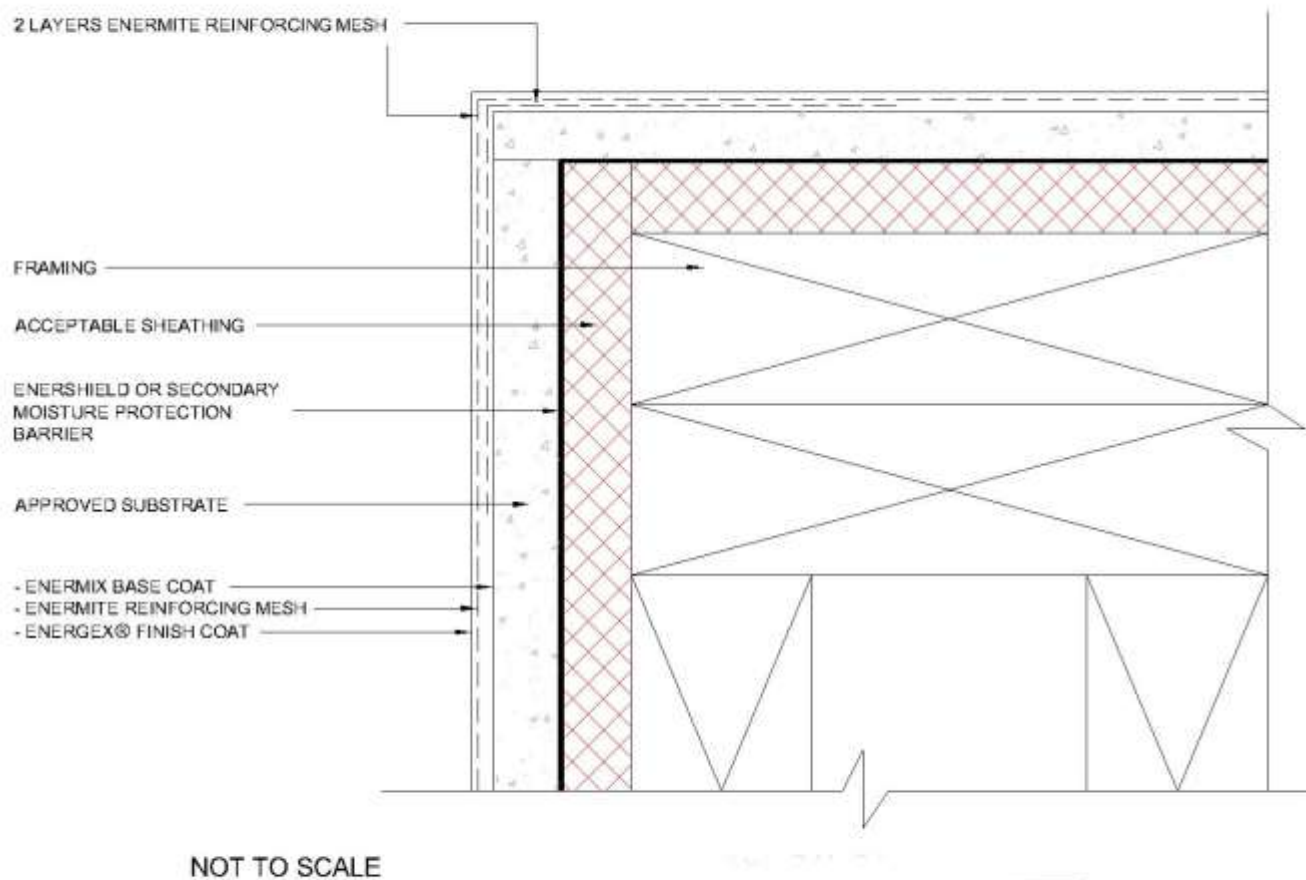 2 LAYERS ENERMITE REINFORCING MESH
FRAMING
ACCEPTABLE SHEATHING
ENERSHIELD OR SECONDARY
MOISTURE PROTECTION
BARRIER
APPROVED SUBSTRATE
- ENERMIX BASE COAT
- ENERMITE REINFORCING MESH
- ENERGEX® FINISH COAT
NOT TO SCALE